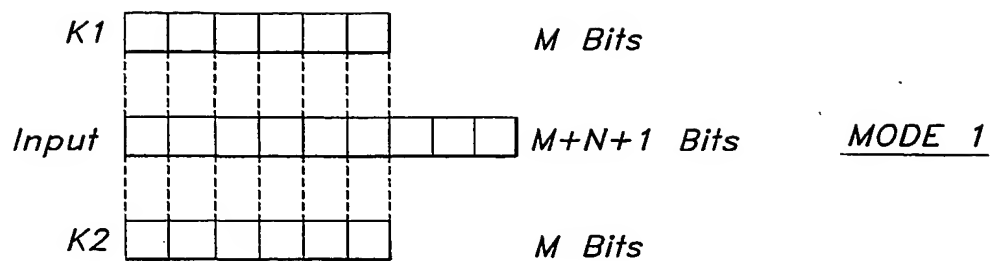 K1 M Bits
Input M+N+1 Bits MODE 1
K2 M Bits